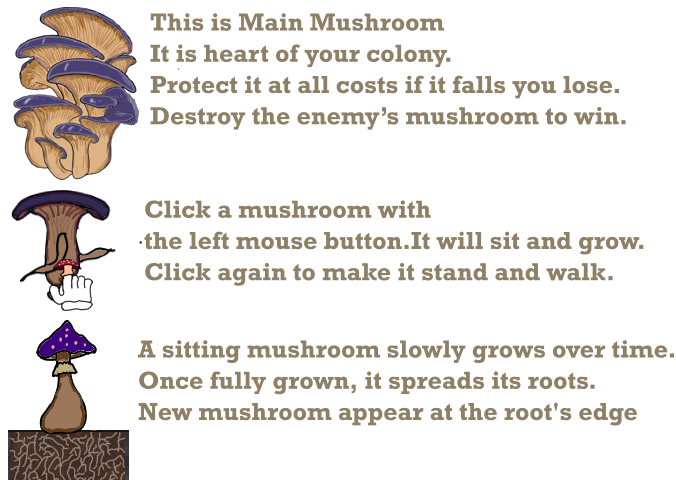 This is Main Mushroom
It is heart of your colony.
Protect it at all costs if it falls you lose.
Destroy the enemy’s mushroom to win.
Click a mushroom with
the left mouse button.It will sit and grow.
Click again to make it stand and walk.
A sitting mushroom slowly grows over time.
Once fully grown, it spreads its roots.
New mushroom appear at the root's edge